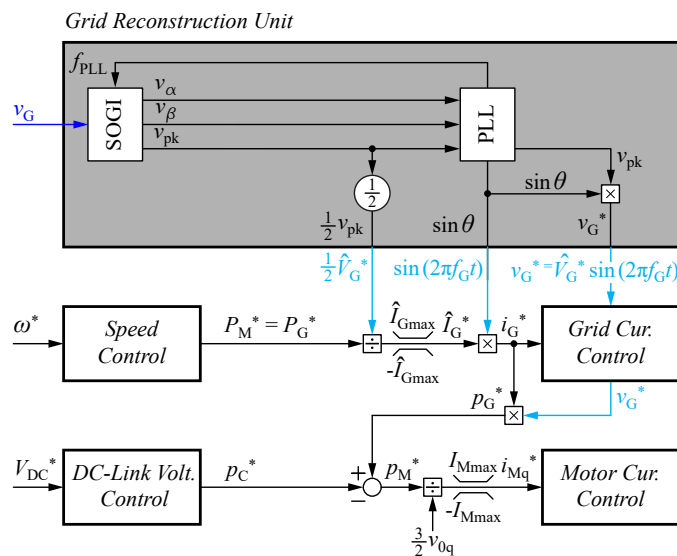 Grid Reconstruction Unit
f_PLL
v_G
SOGI
v_α
v_β
v_pk
PLL
v_pk
1/2
sin θ
×
1/2 v_pk
sin θ
v_G*
1/2 V̂_G*
sin (2πf_G t)
v_G* = V̂_G* sin (2πf_G t)
ω*
Speed
Control
P_M* = P_G*
÷
Î_Gmax
-Î_Gmax
Î_G*
×
i_G*
Grid Cur.
Control
p_G*
×
v_G*
V_DC*
DC-Link Volt.
Control
p_C*
+
−
p_M*
÷
I_Mmax
-I_Mmax
i_Mq*
Motor Cur.
Control
3/2 v_0q